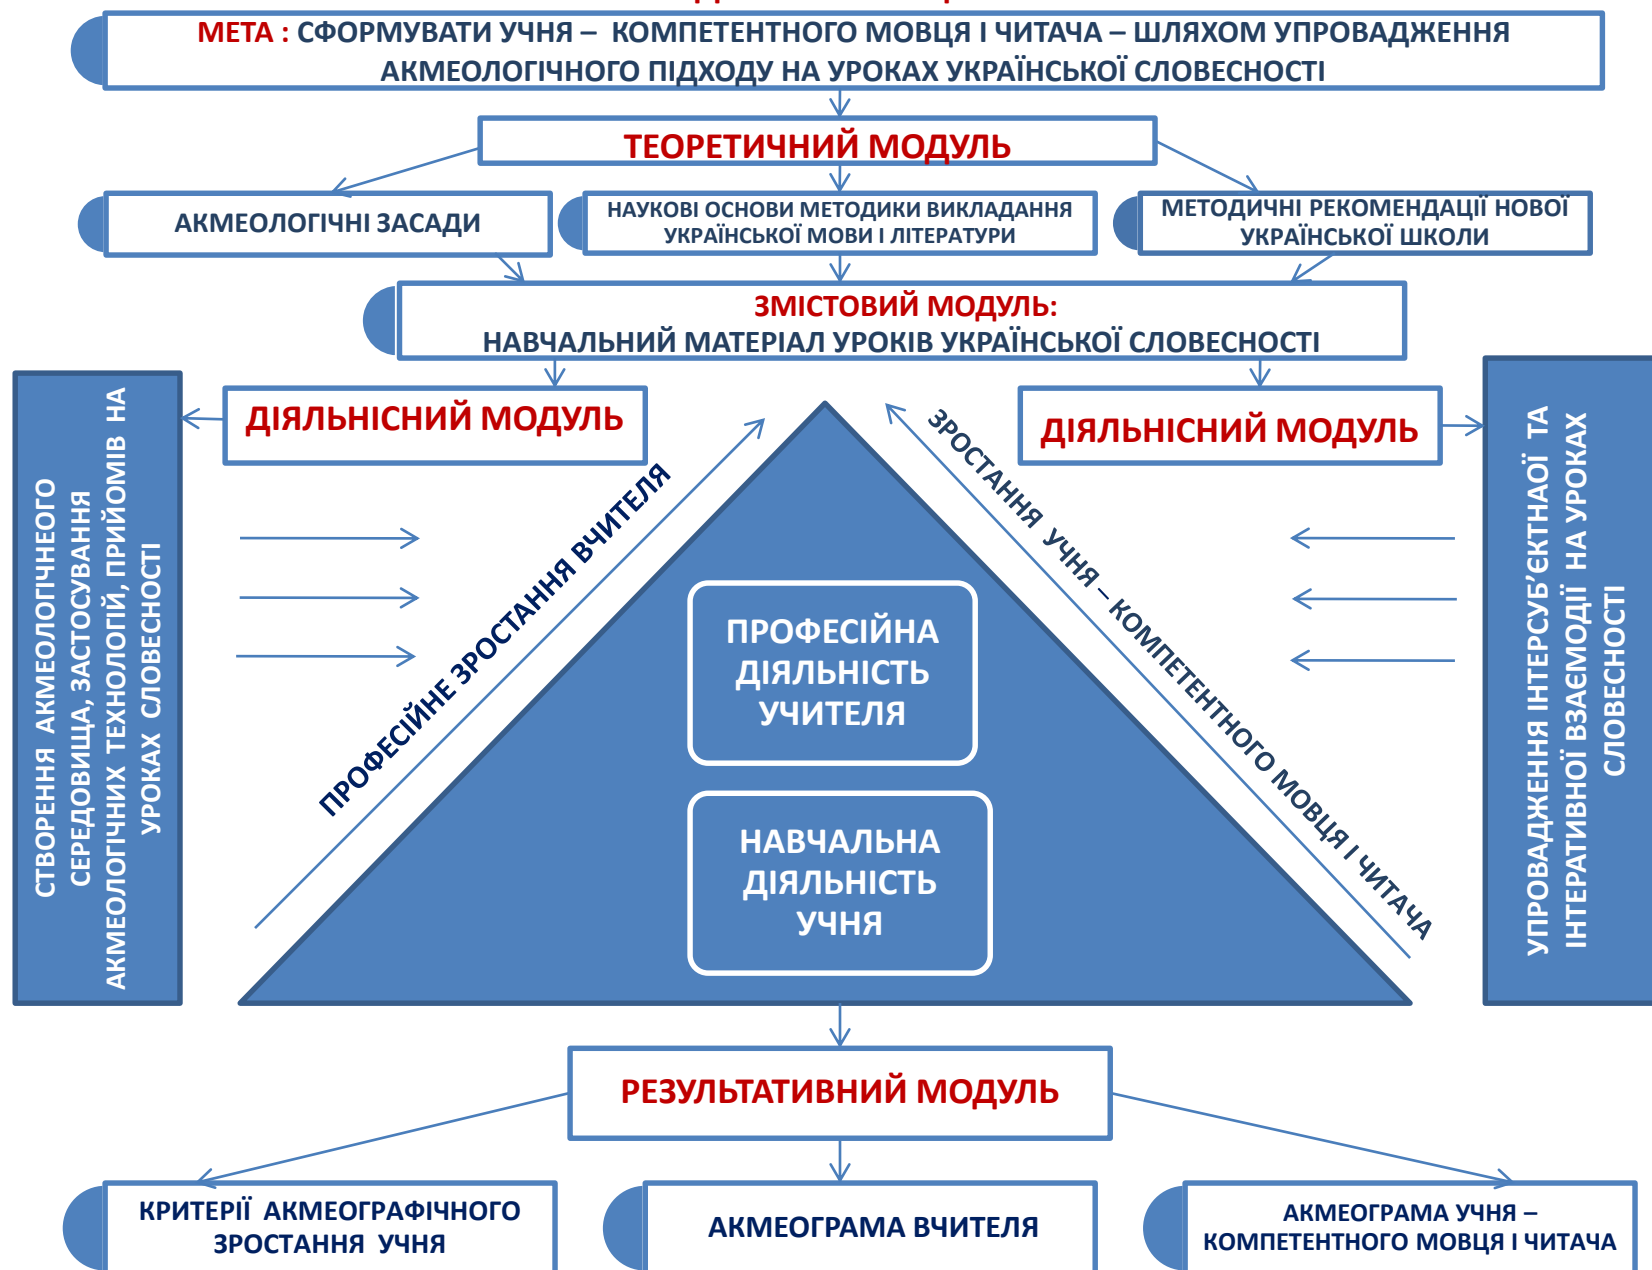 МЕТА : СФОРМУВАТИ УЧНЯ – КОМПЕТЕНТНОГО МОВЦЯ І ЧИТАЧА – ШЛЯХОМ УПРОВАДЖЕННЯ
АКМЕОЛОГІЧНОГО ПІДХОДУ НА УРОКАХ УКРАЇНСЬКОЇ СЛОВЕСНОСТІ
ТЕОРЕТИЧНИЙ МОДУЛЬ
АКМЕОЛОГІЧНІ ЗАСАДИ
НАУКОВІ ОСНОВИ МЕТОДИКИ ВИКЛАДАННЯ
УКРАЇНСЬКОЇ МОВИ І ЛІТЕРАТУРИ
МЕТОДИЧНІ РЕКОМЕНДАЦІЇ НОВОЇ
УКРАЇНСЬКОЇ ШКОЛИ
ЗМІСТОВИЙ МОДУЛЬ:
НАВЧАЛЬНИЙ МАТЕРІАЛ УРОКІВ УКРАЇНСЬКОЇ СЛОВЕСНОСТІ
ДІЯЛЬНІСНИЙ МОДУЛЬ
ДІЯЛЬНІСНИЙ МОДУЛЬ
СТВОРЕННЯ АКМЕОЛОГІЧНЕОГО
СЕРЕДОВИЩА, ЗАСТОСУВАННЯ
АКМЕОЛОГІЧНИХ ТЕХНОЛОГІЙ, ПРИЙОМІВ НА
УРОКАХ СЛОВЕСНОСТІ
ПРОФЕСІЙНЕ ЗРОСТАННЯ ВЧИТЕЛЯ
ЗРОСТАННЯ УЧНЯ – КОМПЕТЕНТНОГО МОВЦЯ І ЧИТАЧА
УПРОВАДЖЕННЯ ІНТЕРСУБ’ЄКТНАОЇ ТА
ІНТЕРАТИВНОЇ ВЗАЄМОДІЇ НА УРОКАХ
СЛОВЕСНОСТІ
ПРОФЕСІЙНА
ДІЯЛЬНІСТЬ
УЧИТЕЛЯ
НАВЧАЛЬНА
ДІЯЛЬНІСТЬ
УЧНЯ
РЕЗУЛЬТАТИВНИЙ МОДУЛЬ
КРИТЕРІЇ АКМЕОГРАФІЧНОГО
ЗРОСТАННЯ УЧНЯ
АКМЕОГРАМА ВЧИТЕЛЯ
АКМЕОГРАМА УЧНЯ –
КОМПЕТЕНТНОГО МОВЦЯ І ЧИТАЧА